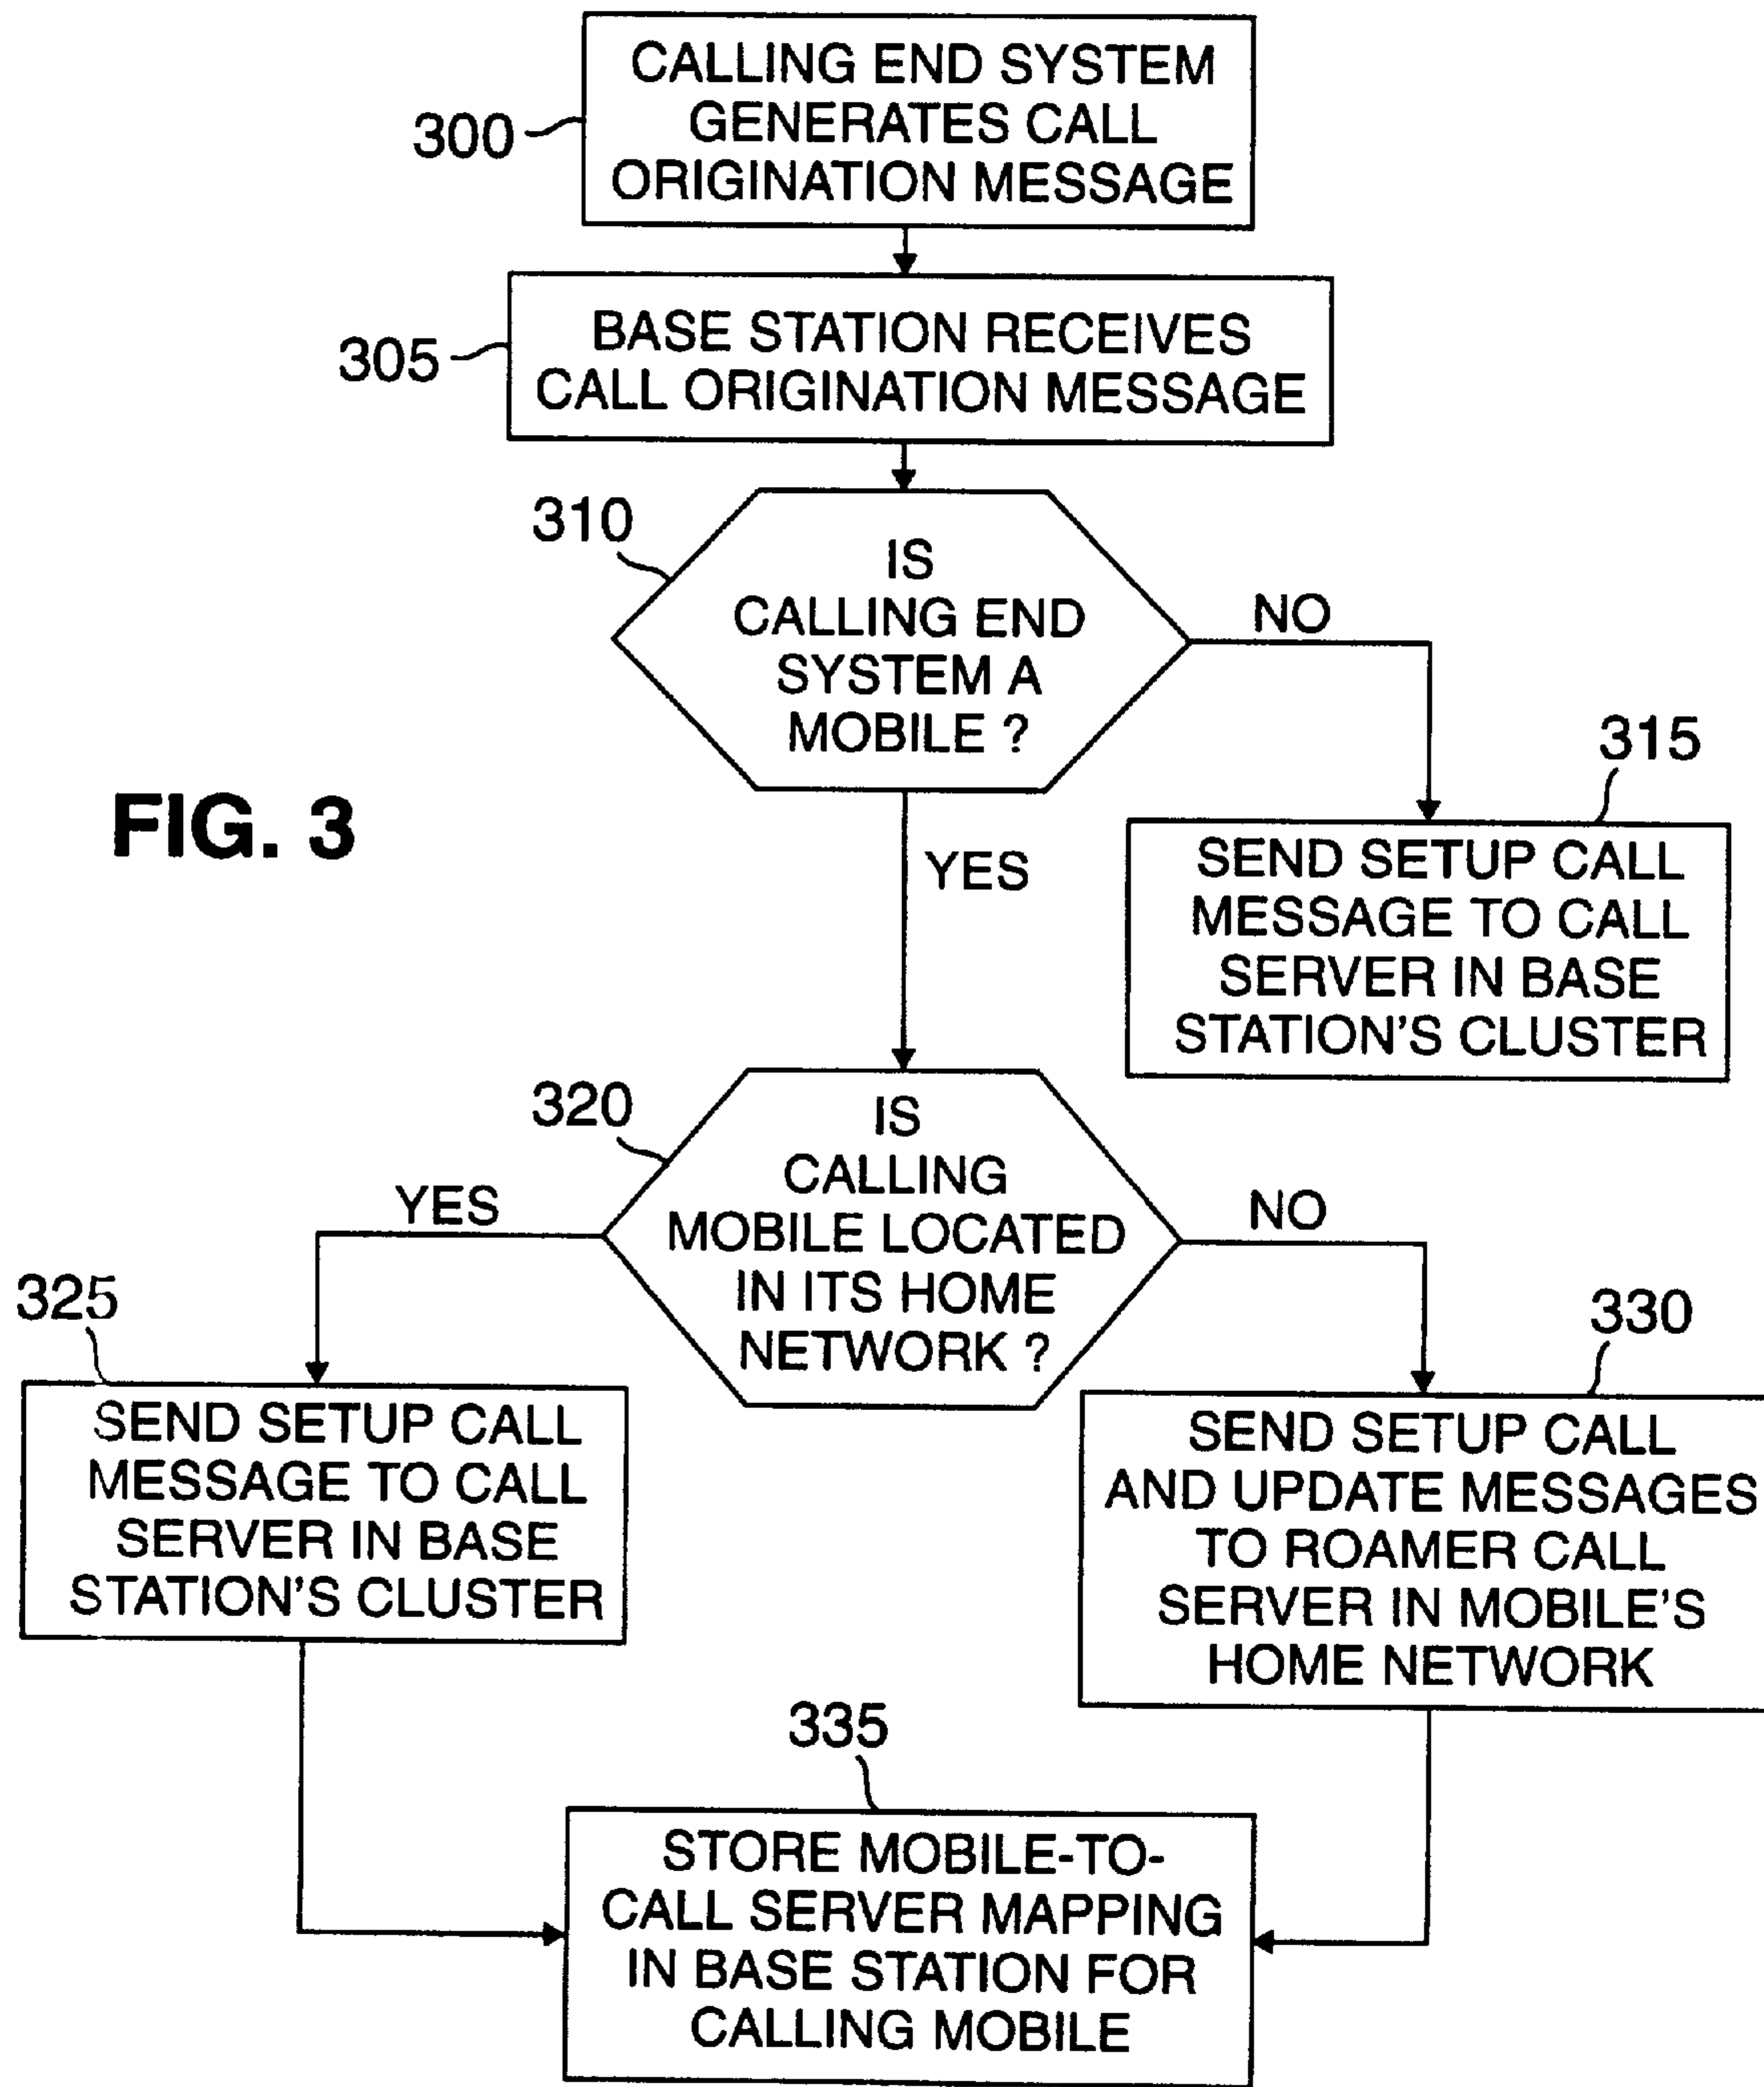 CALLING END SYSTEM
GENERATES CALL
ORIGINATION MESSAGE
300
BASE STATION RECEIVES
CALL ORIGINATION MESSAGE
305
310
IS
CALLING END
SYSTEM A
MOBILE ?
NO
YES
315
SEND SETUP CALL
MESSAGE TO CALL
SERVER IN BASE
STATION'S CLUSTER
FIG. 3
320
IS
CALLING
MOBILE LOCATED
IN ITS HOME
NETWORK ?
YES
NO
325
SEND SETUP CALL
MESSAGE TO CALL
SERVER IN BASE
STATION'S CLUSTER
330
SEND SETUP CALL
AND UPDATE MESSAGES
TO ROAMER CALL
SERVER IN MOBILE'S
HOME NETWORK
335
STORE MOBILE-TO-
CALL SERVER MAPPING
IN BASE STATION FOR
CALLING MOBILE